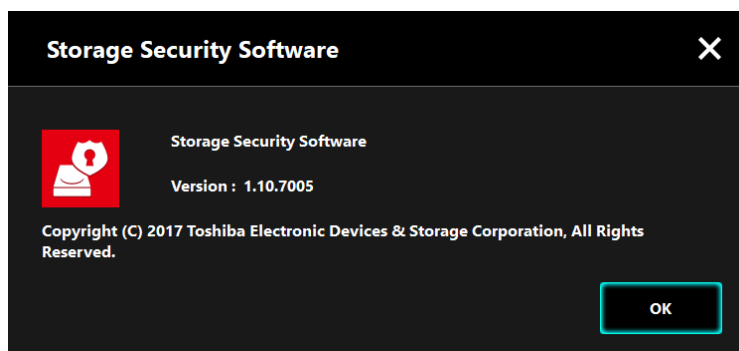 Storage Security Software
Storage Security Software
Version : 1.10.7005
Copyright (C) 2017 Toshiba Electronic Devices & Storage Corporation, All Rights
Reserved.
OK